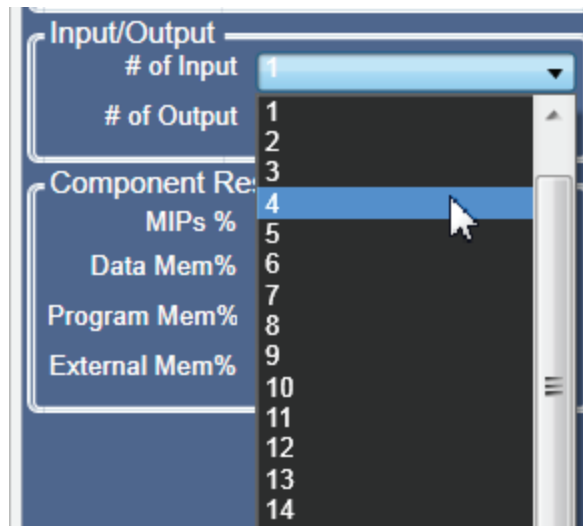 Input/Output
# of Input 1
# of Output
1
2
3
4
5
6
7
8
9
10
11
12
13
14
Component
MIPs %
Data Mem%
Program Mem%
External Mem%